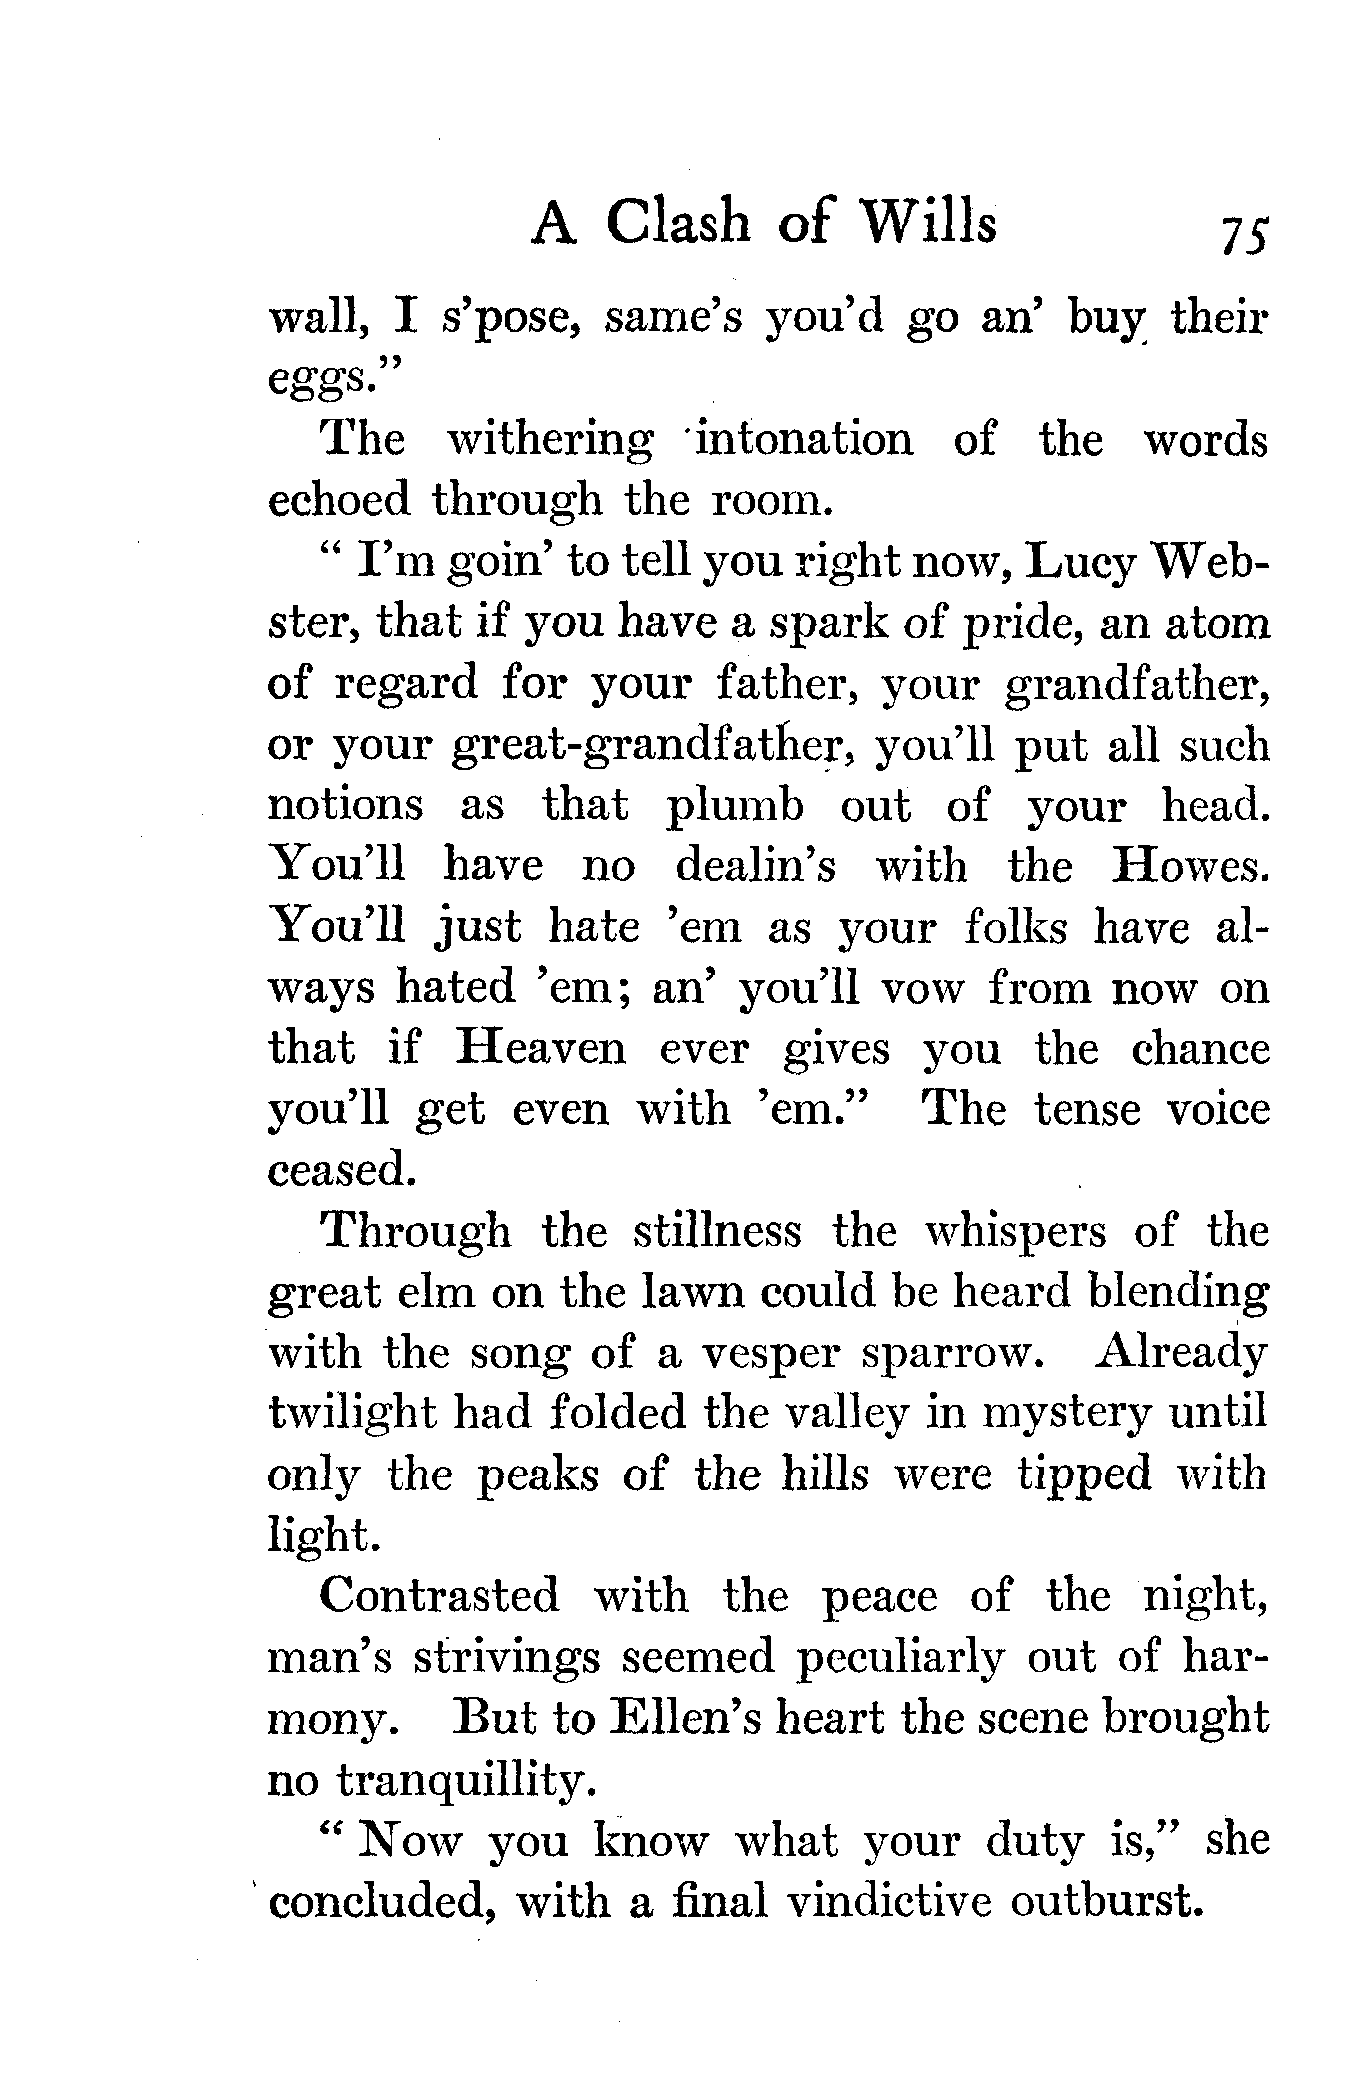 A Clash of Wills 75
wall, I s'pose, same's you'd go an' buy their
eggs."
The withering intonation of the words
echoed through the room.
" I'm goin' to tell you right now, Lucy Web-
ster, that if you have a spark of pride, an atom
of regard for your father, your grandfather,
or your great-grandfather, you'll put all such
notions as that plumb out of your head.
You'll have no dealin's with the Howes.
You'll just hate 'em as your folks have al-
ways hated 'em; an' you'll vow from now on
that if Heaven ever gives you the chance
you'll get even with 'em." The tense voice
ceased.
Through the stillness the whispers of the
great elm on the lawn could be heard blending
with the song of a vesper sparrow. Already
twilight had folded the valley in mystery until
only the peaks of the hills were tipped with
light.
Contrasted with the peace of the night,
man's strivings seemed peculiarly out of har-
mony. But to Ellen's heart the scene brought
no tranquillity.
" Now you know what your duty is," she
concluded, with a final vindictive outburst.